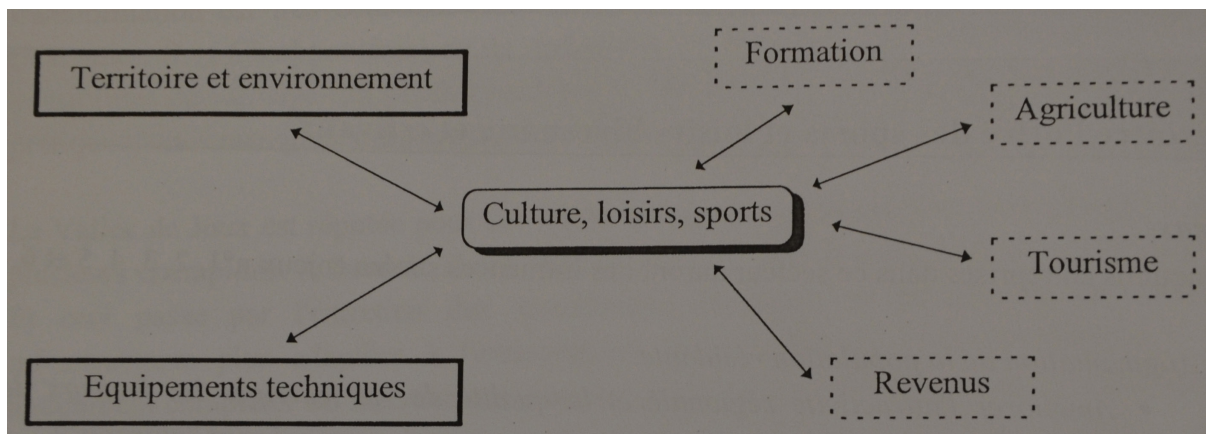 Formation
Territoire et environnement
Agriculture
Culture, loisirs, sports
Tourisme
Equipements techniques
Revenus